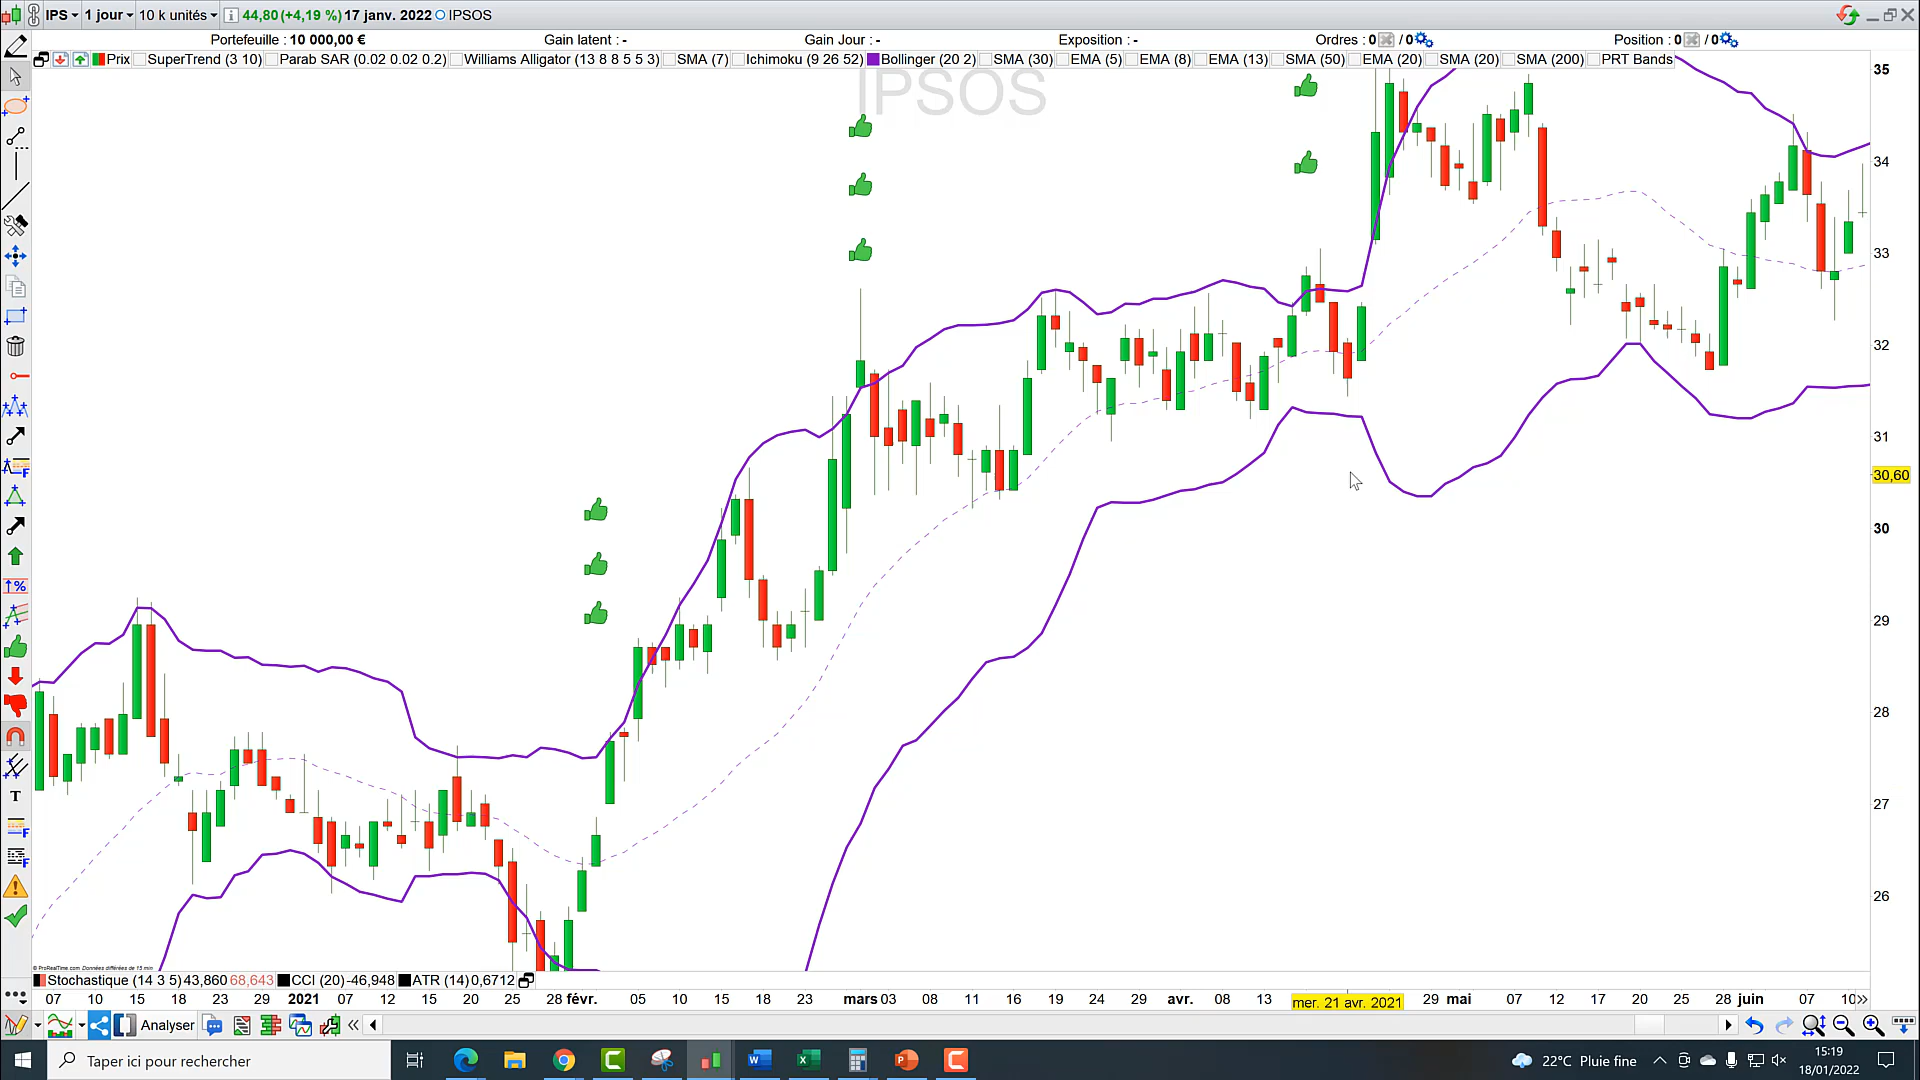 IPS 1 jour 10 k unités 44,80 (+4,19 %) 17 janv. 2022 IPSOS
Portefeuille : 10 000,00 € Gain latent : - Gain Jour : - Exposition : - Ordres : 0 / 0 Position : 0 / 0
Prix SuperTrend (3 10) Parab SAR (0.02 0.02 0.2) Williams Alligator (13 8 8 5 5 3) SMA (7) Ichimoku (9 26 52) Bollinger (20 2) SMA (30) EMA (5) EMA (8) EMA (13) SMA (50) EMA (20) SMA (20) SMA (200) PRT Bands
35
IPSOS
34
33
32
31
30,60
30
29
28
27
26
© ProRealTime.com Données différées de 15 min
Stochastique (14 3 5) 43,860 68,643 CCI (20) -46,948 ATR (14) 0,6712
07 10 15 18 23 29 2021 07 12 15 20 25 28 févr. 05 10 15 18 23 mars 03 08 11 16 19 24 29 avr. 08 13 mer. 21 avr. 2021 29 mai 07 12 17 20 25 28 juin 07 10
Analyser
Taper ici pour rechercher
22°C Pluie fine
15:19
18/01/2022